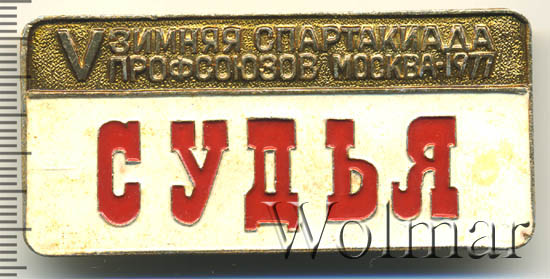 V ЗИМНЯЯ СПАРТАКИАДА
ПРОФСОЮЗОВ МОСКВА-1977
СУДЬЯ
Wolmar